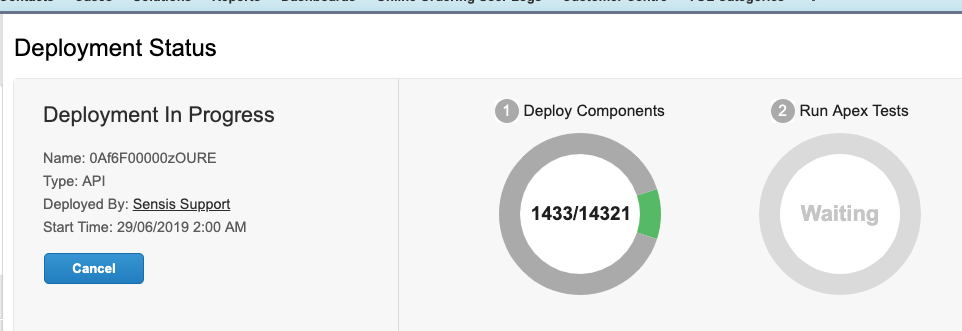 Deployment Status
Deployment In Progress
Name: 0Af6F00000zOURE
Type: API
Deployed By: Sensis Support
Start Time: 29/06/2019 2:00 AM
Cancel
1 Deploy Components
1433/14321
2 Run Apex Tests
Waiting